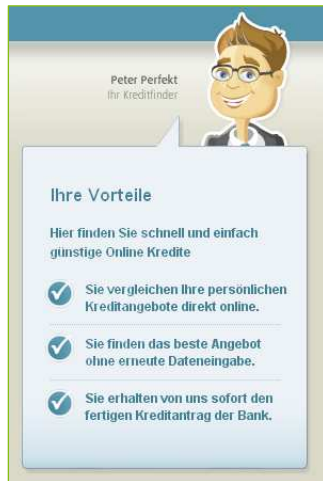 Peter Perfekt
Ihr Kreditfinder
Ihre Vorteile
Hier finden Sie schnell und einfach
günstige Online Kredite
Sie vergleichen Ihre persönlichen
Kreditangebote direkt online.
Sie finden das beste Angebot
ohne erneute Dateneingabe.
Sie erhalten von uns sofort den
fertigen Kreditantrag der Bank.